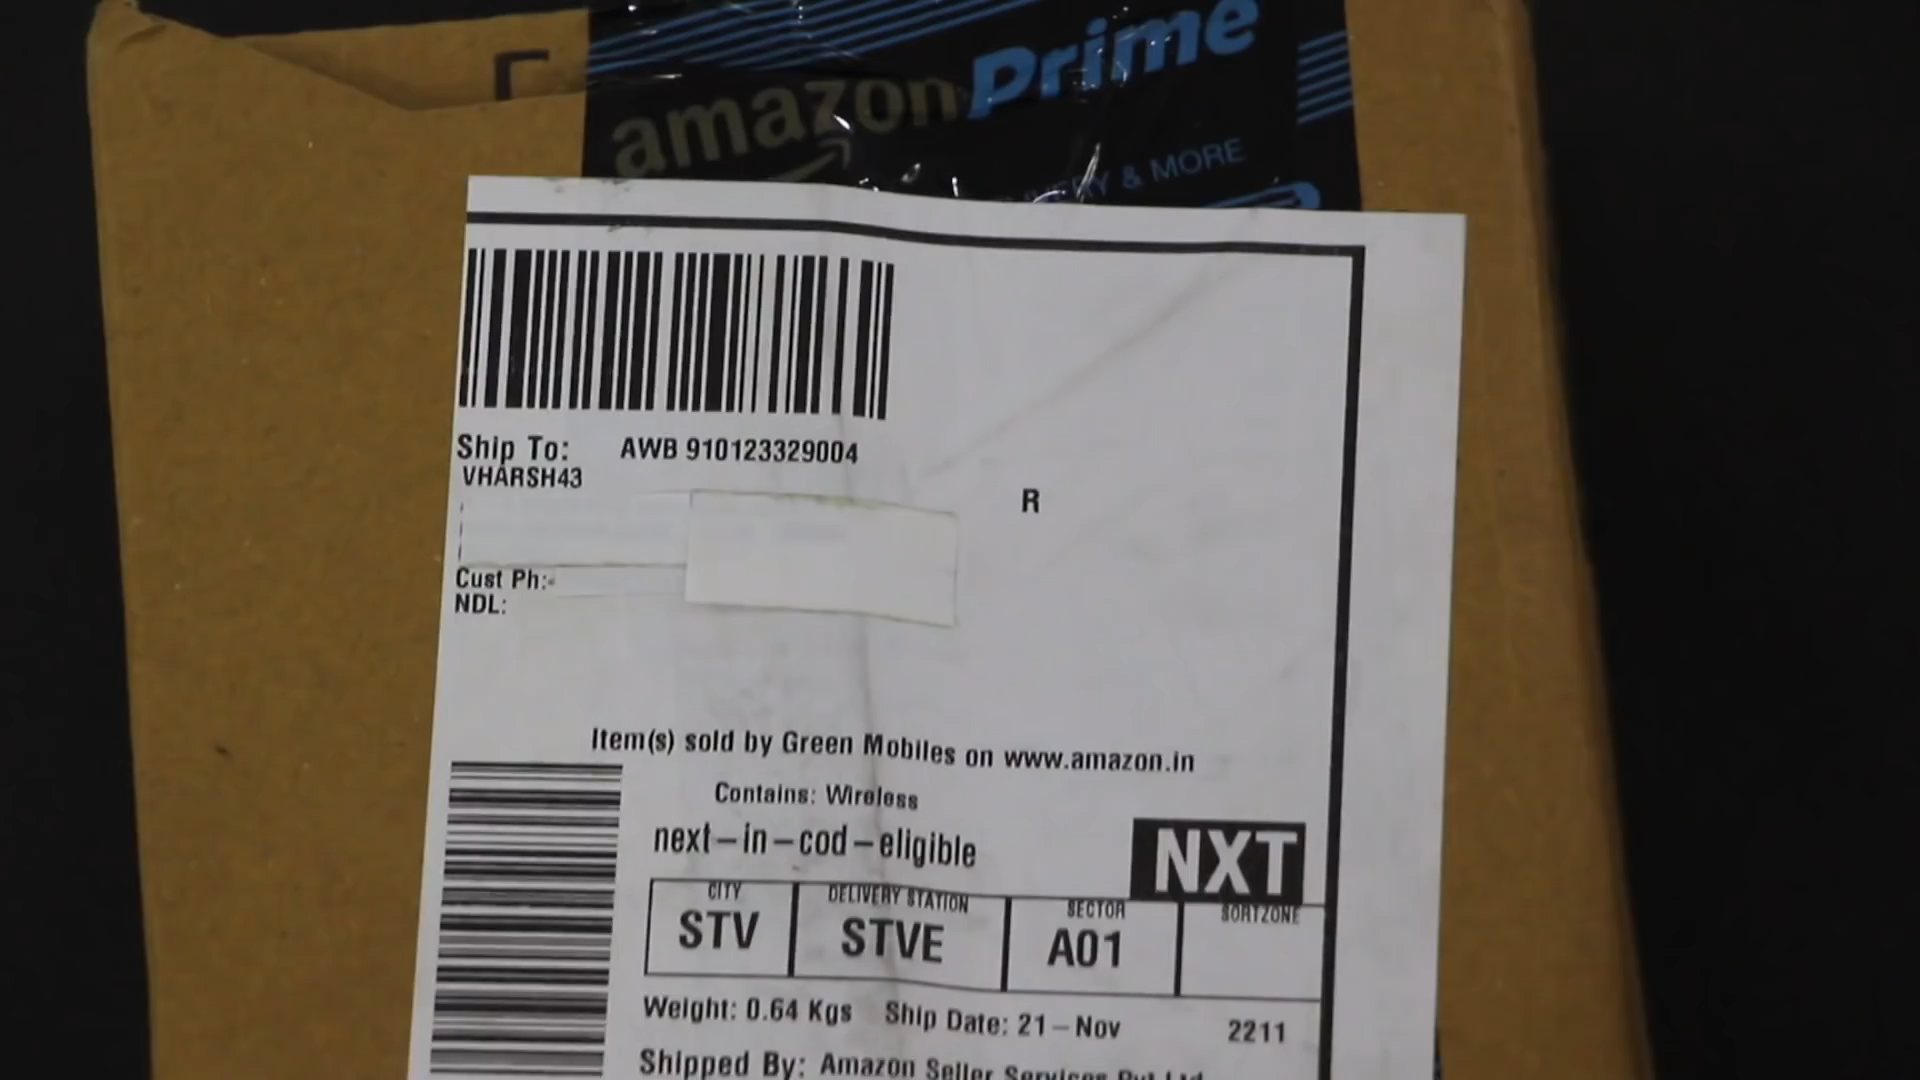 amazon Prime
& MORE
Ship To: AWB 910123329004
VHARSH43
R
Cust Ph:-
NDL:
Item(s) sold by Green Mobiles on www.amazon.in
Contains: Wireless
next-in-cod-eligible
NXT
CITY DELIVERY STATION SECTOR SORTZONE
STV STVE A01
Weight: 0.64 Kgs Ship Date: 21-Nov 2211
Shipped By: Amazon Seller Services Pvt Ltd